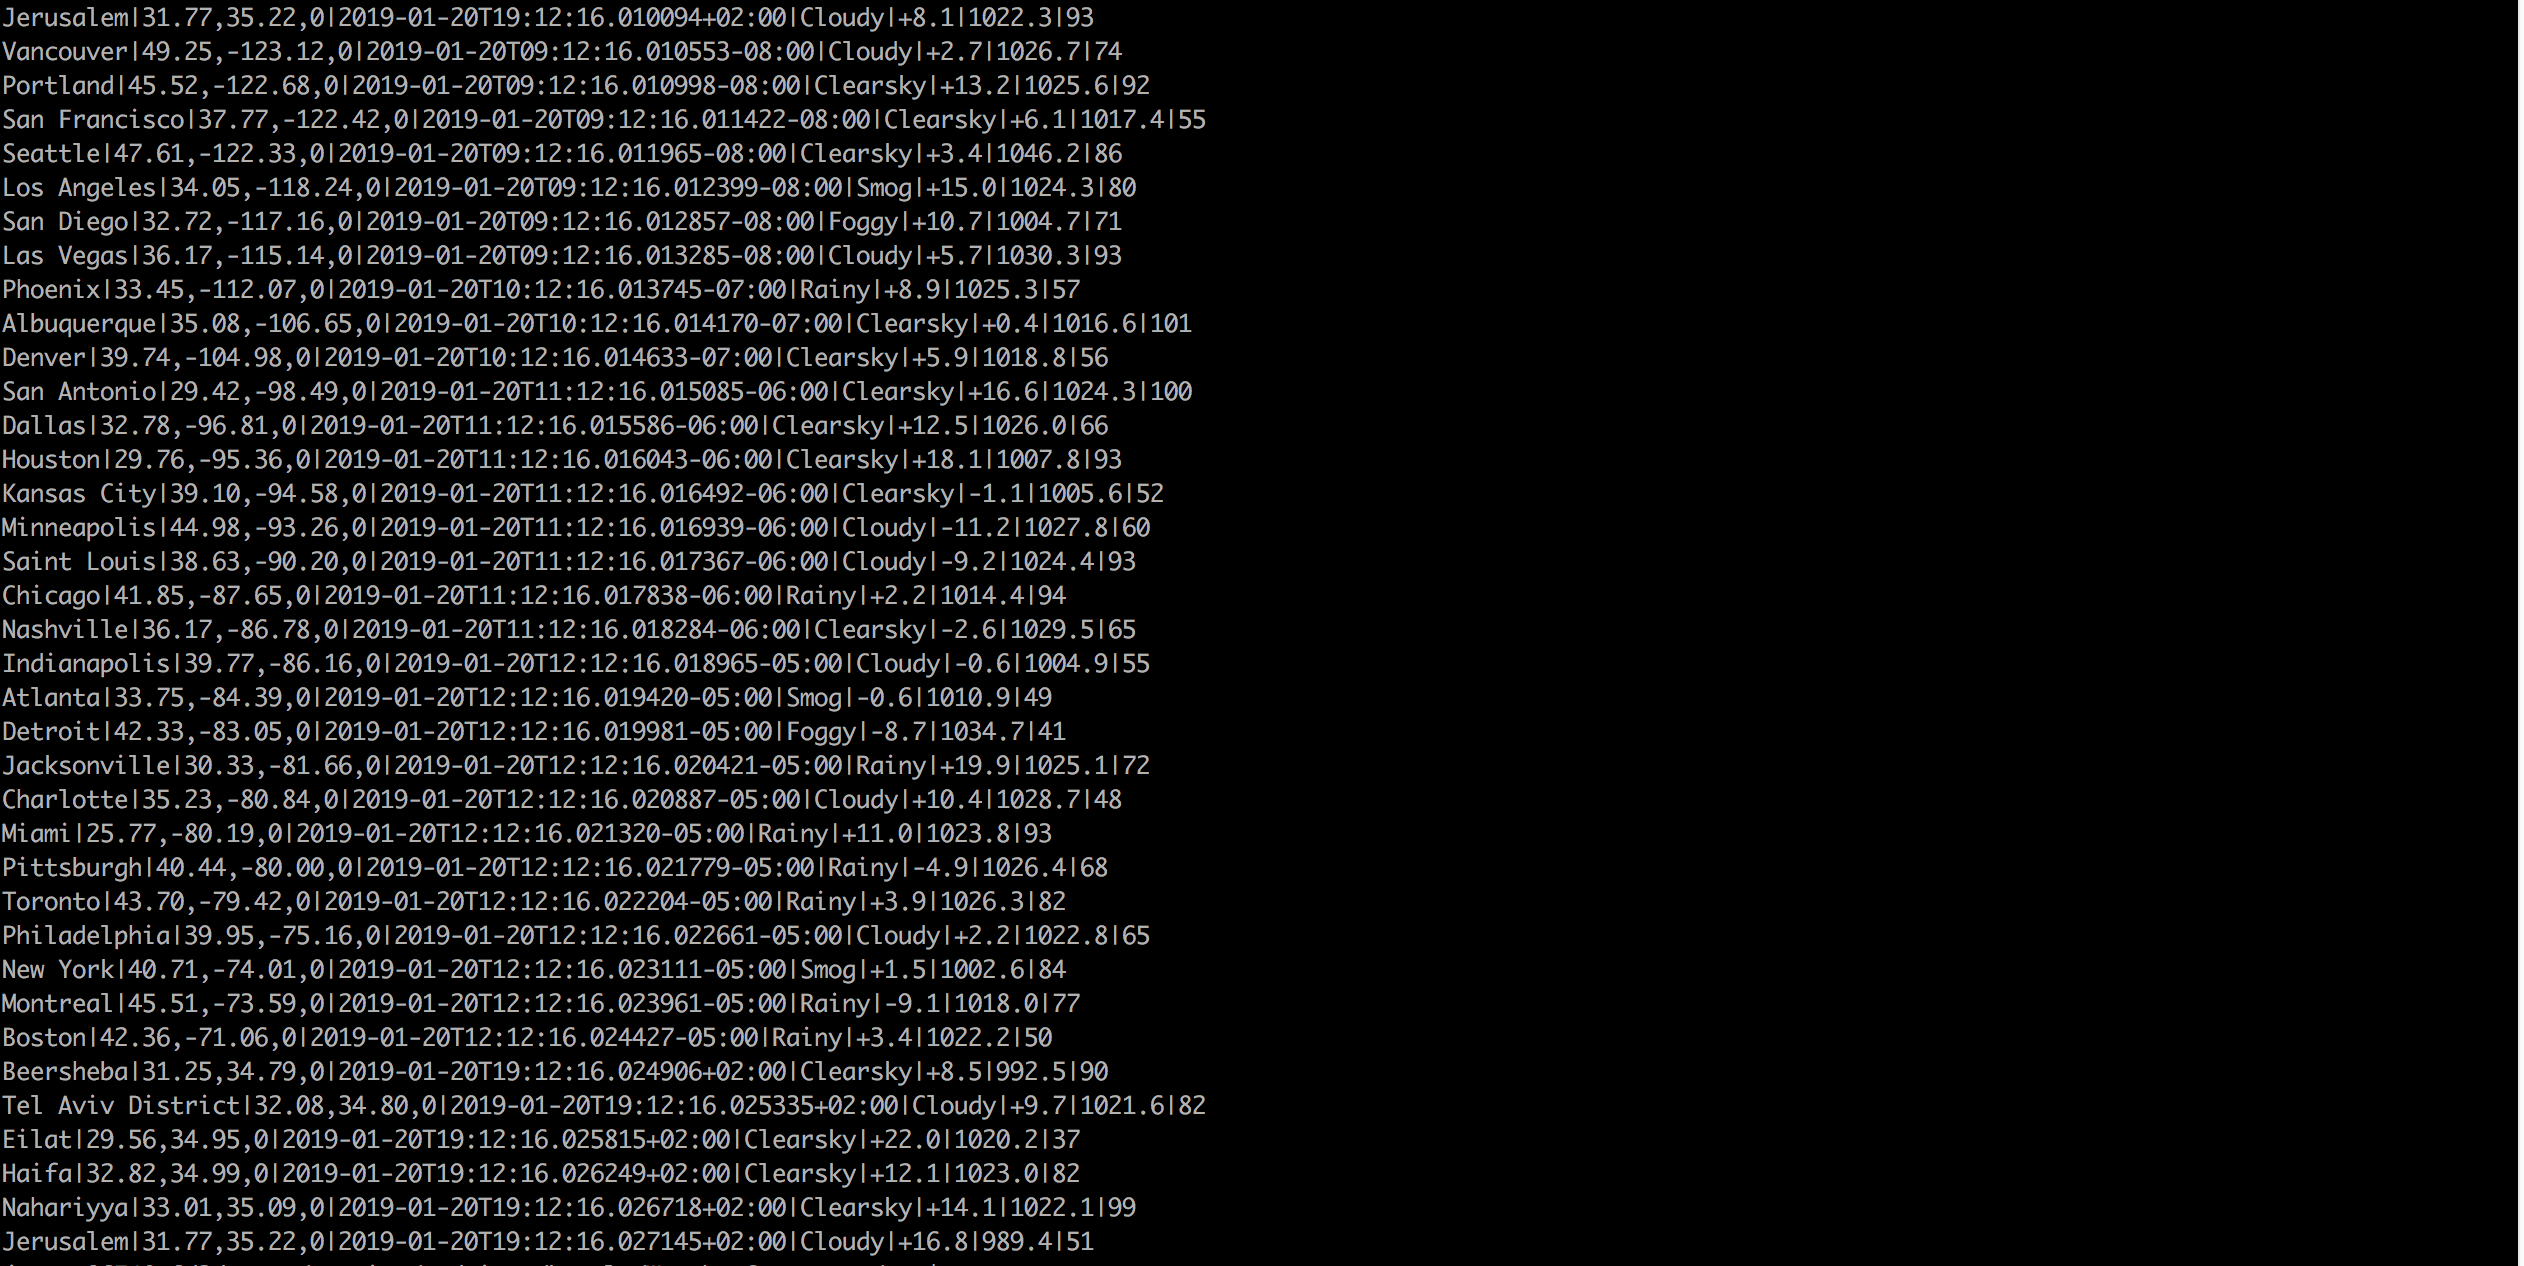 Jerusalem|31.77,35.22,0|2019-01-20T19:12:16.010094+02:00|Cloudy|+8.1|1022.3|93
Vancouver|49.25,-123.12,0|2019-01-20T09:12:16.010553-08:00|Cloudy|+2.7|1026.7|74
Portland|45.52,-122.68,0|2019-01-20T09:12:16.010998-08:00|Clearsky|+13.2|1025.6|92
San Francisco|37.77,-122.42,0|2019-01-20T09:12:16.011422-08:00|Clearsky|+6.1|1017.4|55
Seattle|47.61,-122.33,0|2019-01-20T09:12:16.011965-08:00|Clearsky|+3.4|1046.2|86
Los Angeles|34.05,-118.24,0|2019-01-20T09:12:16.012399-08:00|Smog|+15.0|1024.3|80
San Diego|32.72,-117.16,0|2019-01-20T09:12:16.012857-08:00|Foggy|+10.7|1004.7|71
Las Vegas|36.17,-115.14,0|2019-01-20T09:12:16.013285-08:00|Cloudy|+5.7|1030.3|93
Phoenix|33.45,-112.07,0|2019-01-20T10:12:16.013745-07:00|Rainy|+8.9|1025.3|57
Albuquerque|35.08,-106.65,0|2019-01-20T10:12:16.014170-07:00|Clearsky|+0.4|1016.6|101
Denver|39.74,-104.98,0|2019-01-20T10:12:16.014633-07:00|Clearsky|+5.9|1018.8|56
San Antonio|29.42,-98.49,0|2019-01-20T11:12:16.015085-06:00|Clearsky|+16.6|1024.3|100
Dallas|32.78,-96.81,0|2019-01-20T11:12:16.015586-06:00|Clearsky|+12.5|1026.0|66
Houston|29.76,-95.36,0|2019-01-20T11:12:16.016043-06:00|Clearsky|+18.1|1007.8|93
Kansas City|39.10,-94.58,0|2019-01-20T11:12:16.016492-06:00|Clearsky|-1.1|1005.6|52
Minneapolis|44.98,-93.26,0|2019-01-20T11:12:16.016939-06:00|Cloudy|-11.2|1027.8|60
Saint Louis|38.63,-90.20,0|2019-01-20T11:12:16.017367-06:00|Cloudy|-9.2|1024.4|93
Chicago|41.85,-87.65,0|2019-01-20T11:12:16.017838-06:00|Rainy|+2.2|1014.4|94
Nashville|36.17,-86.78,0|2019-01-20T11:12:16.018284-06:00|Clearsky|-2.6|1029.5|65
Indianapolis|39.77,-86.16,0|2019-01-20T12:12:16.018965-05:00|Cloudy|-0.6|1004.9|55
Atlanta|33.75,-84.39,0|2019-01-20T12:12:16.019420-05:00|Smog|-0.6|1010.9|49
Detroit|42.33,-83.05,0|2019-01-20T12:12:16.019981-05:00|Foggy|-8.7|1034.7|41
Jacksonville|30.33,-81.66,0|2019-01-20T12:12:16.020421-05:00|Rainy|+19.9|1025.1|72
Charlotte|35.23,-80.84,0|2019-01-20T12:12:16.020887-05:00|Cloudy|+10.4|1028.7|48
Miami|25.77,-80.19,0|2019-01-20T12:12:16.021320-05:00|Rainy|+11.0|1023.8|93
Pittsburgh|40.44,-80.00,0|2019-01-20T12:12:16.021779-05:00|Rainy|-4.9|1026.4|68
Toronto|43.70,-79.42,0|2019-01-20T12:12:16.022204-05:00|Rainy|+3.9|1026.3|82
Philadelphia|39.95,-75.16,0|2019-01-20T12:12:16.022661-05:00|Cloudy|+2.2|1022.8|65
New York|40.71,-74.01,0|2019-01-20T12:12:16.023111-05:00|Smog|+1.5|1002.6|84
Montreal|45.51,-73.59,0|2019-01-20T12:12:16.023961-05:00|Rainy|-9.1|1018.0|77
Boston|42.36,-71.06,0|2019-01-20T12:12:16.024427-05:00|Rainy|+3.4|1022.2|50
Beersheba|31.25,34.79,0|2019-01-20T19:12:16.024906+02:00|Clearsky|+8.5|992.5|90
Tel Aviv District|32.08,34.80,0|2019-01-20T19:12:16.025335+02:00|Cloudy|+9.7|1021.6|82
Eilat|29.56,34.95,0|2019-01-20T19:12:16.025815+02:00|Clearsky|+22.0|1020.2|37
Haifa|32.82,34.99,0|2019-01-20T19:12:16.026249+02:00|Clearsky|+12.1|1023.0|82
Nahariyya|33.01,35.09,0|2019-01-20T19:12:16.026718+02:00|Clearsky|+14.1|1022.1|99
Jerusalem|31.77,35.22,0|2019-01-20T19:12:16.027145+02:00|Cloudy|+16.8|989.4|51